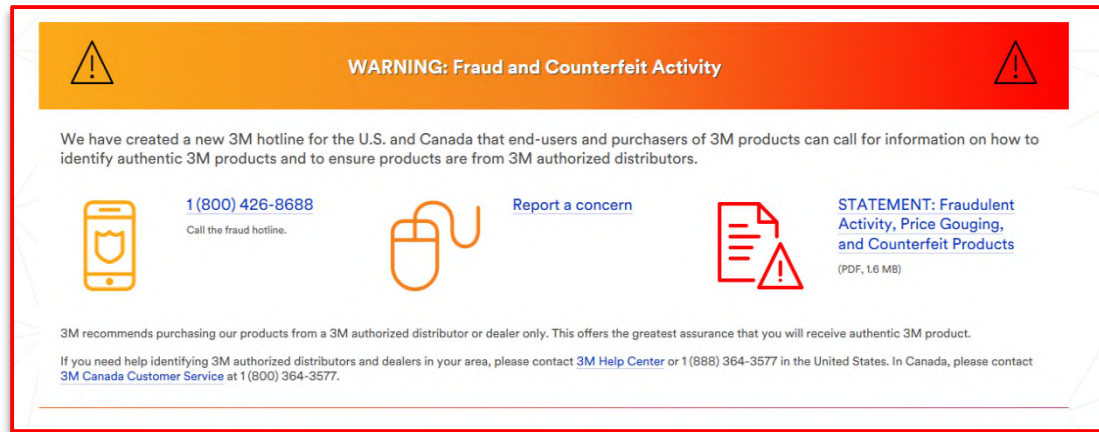 WARNING: Fraud and Counterfeit Activity
We have created a new 3M hotline for the U.S. and Canada that end-users and purchasers of 3M products can call for information on how to
identify authentic 3M products and to ensure products are from 3M authorized distributors.
1 (800) 426-8688
Call the fraud hotline.
Report a concern
STATEMENT: Fraudulent
Activity, Price Gouging,
and Counterfeit Products
(PDF, 1.6 MB)
3M recommends purchasing our products from a 3M authorized distributor or dealer only. This offers the greatest assurance that you will receive authentic 3M product.
If you need help identifying 3M authorized distributors and dealers in your area, please contact 3M Help Center or 1 (888) 364-3577 in the United States. In Canada, please contact
3M Canada Customer Service at 1 (800) 364-3577.